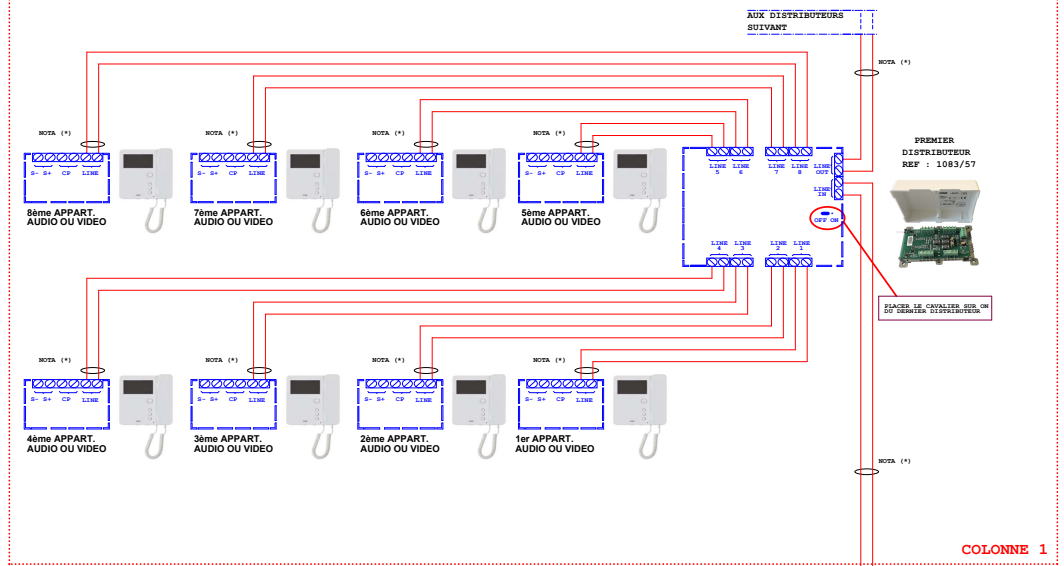 AUX DISTRIBUTEURS
SUIVANT
NOTA (*)
NOTA (*)
NOTA (*)
NOTA (*)
NOTA (*)
S- S+ CP LINE
S- S+ CP LINE
S- S+ CP LINE
S- S+ CP LINE
8ème APPART.
AUDIO OU VIDEO
7ème APPART.
AUDIO OU VIDEO
6ème APPART.
AUDIO OU VIDEO
5ème APPART.
AUDIO OU VIDEO
LINE
5
LINE
6
LINE
7
LINE
8
LINE
OUT
LINE
IN
OFF ON
LINE
4
LINE
3
LINE
2
LINE
1
PREMIER
DISTRIBUTEUR
REF : 1083/57
PLACER LE CAVALIER SUR ON
DU DERNIER DISTRIBUTEUR
NOTA (*)
NOTA (*)
NOTA (*)
NOTA (*)
S- S+ CP LINE
S- S+ CP LINE
S- S+ CP LINE
S- S+ CP LINE
4ème APPART.
AUDIO OU VIDEO
3ème APPART.
AUDIO OU VIDEO
2ème APPART.
AUDIO OU VIDEO
1er APPART.
AUDIO OU VIDEO
NOTA (*)
COLONNE 1